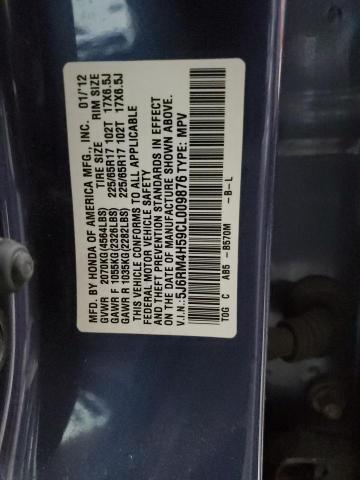 MFD. BY HONDA OF AMERICA MFG., INC. 01/'12
TIRE SIZE RIM SIZE
GVWR 2070KG(4564LBS)
GAWR F 1055KG(2326LBS) 225/65R17 102T 17X6.5J
GAWR R 1035KG(2282LBS) 225/65R17 102T 17X6.5J
THIS VEHICLE CONFORMS TO ALL APPLICABLE
FEDERAL MOTOR VEHICLE SAFETY
AND THEFT PREVENTION STANDARDS IN EFFECT
ON THE DATE OF MANUFACTURE SHOWN ABOVE.
V.I.N.:5J6RM4H59CL009876 TYPE: MPV
TDG C AB5 -B570M -B-L